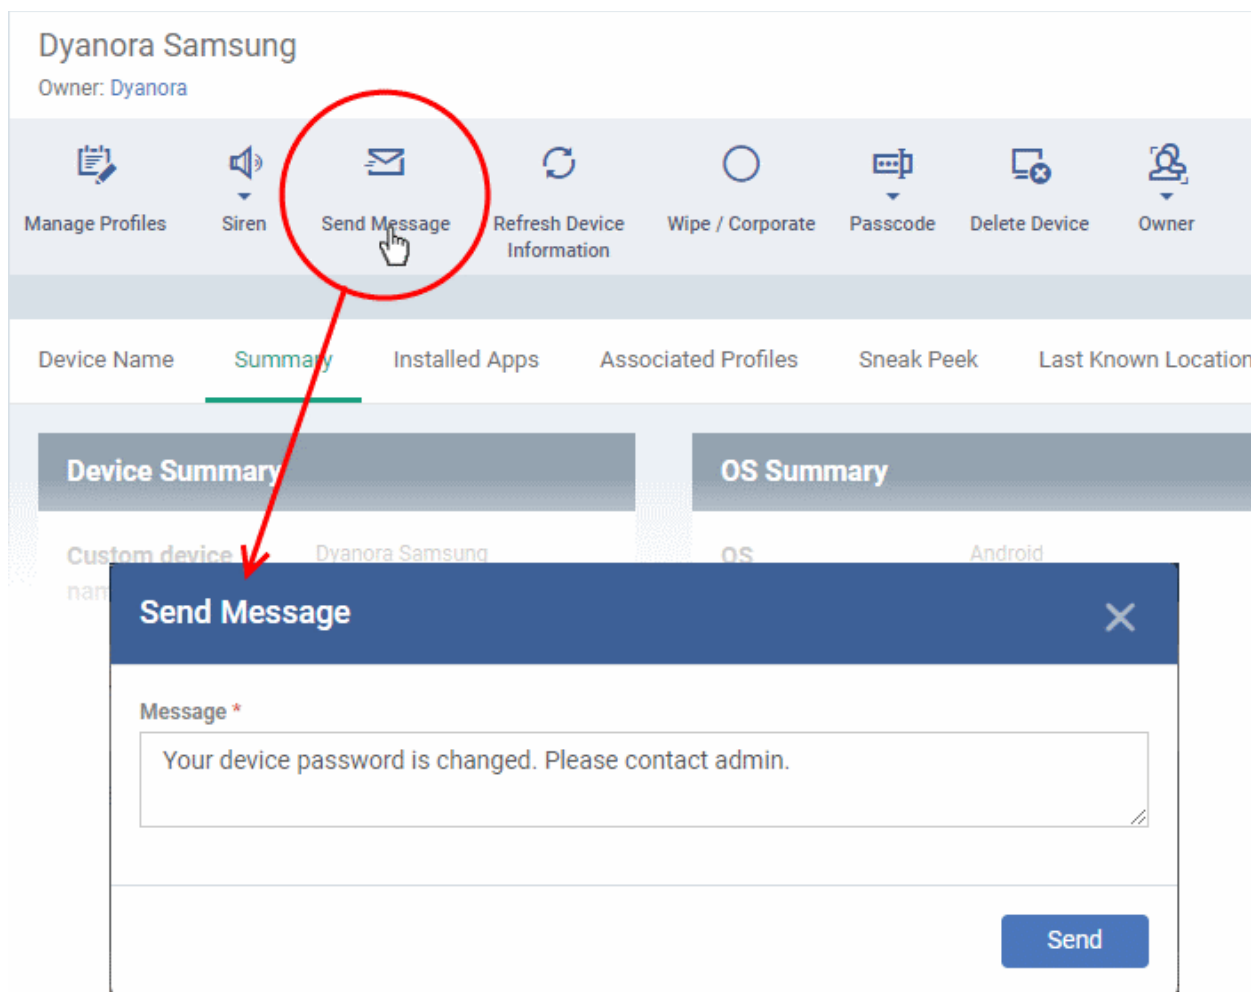 Dyanora Samsung
Owner: Dyanora
Manage Profiles
Siren
Send Message
Refresh Device
Information
Wipe / Corporate
Passcode
Delete Device
Owner
Device Name
Summary
Installed Apps
Associated Profiles
Sneak Peek
Last Known Location
Device Summary
OS Summary
Custom device
Dyanora Samsung
OS
Android
Send Message
Message *
Your device password is changed. Please contact admin.
Send